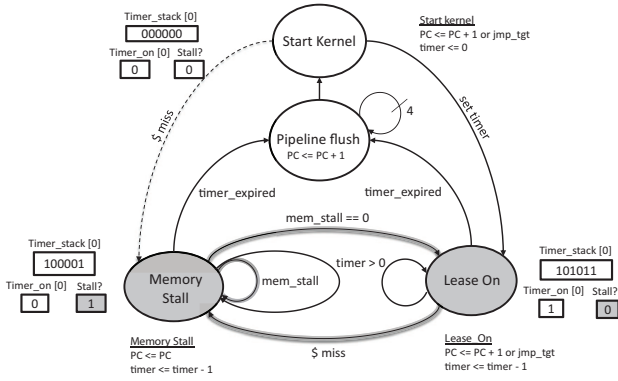 Timer_stack [0]
000000
Timer_on [0] Stall?
0 0
Start Kernel
Start kernel
PC <= PC + 1 or jmp_tgt
timer <= 0
$ miss
set timer
4
Pipeline flush
PC <= PC + 1
timer_expired
timer_expired
mem_stall == 0
Timer_stack [0]
100001
Timer_on [0] Stall?
0 1
Memory
Stall
mem_stall
timer > 0
Lease On
Timer_stack [0]
101011
Timer_on [0] Stall?
1 0
Memory Stall
PC <= PC
timer <= timer - 1
$ miss
Lease_On
PC <= PC + 1 or jmp_tgt
timer <= timer - 1